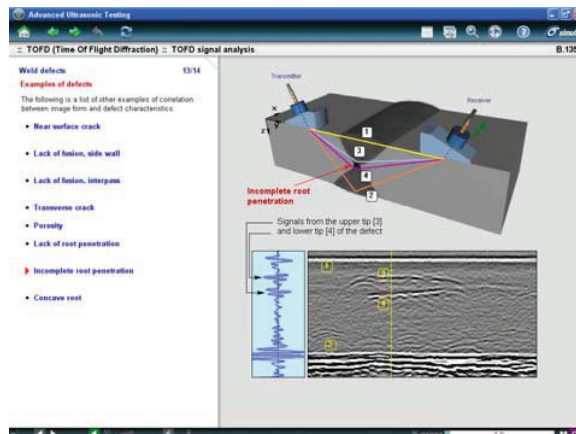 Advanced Ultrasonic Testing
:: TOFD (Time Of Flight Diffraction) :: TOFD signal analysis
B.135
Weld defects
13/14
Examples of defects
The following is a list of other examples of correlation
between image form and defect characteristics.
Near surface crack
Lack of fusion, side wall
Lack of fusion, interpass
Transverse crack
Porosity
Lack of root penetration
Incomplete root penetration
Concave root
Transmitter
Receiver
x
y
z
1
3
4
2
Incomplete root
penetration
Signals from the upper tip [3]
and lower tip [4] of the defect
1
3
4
2